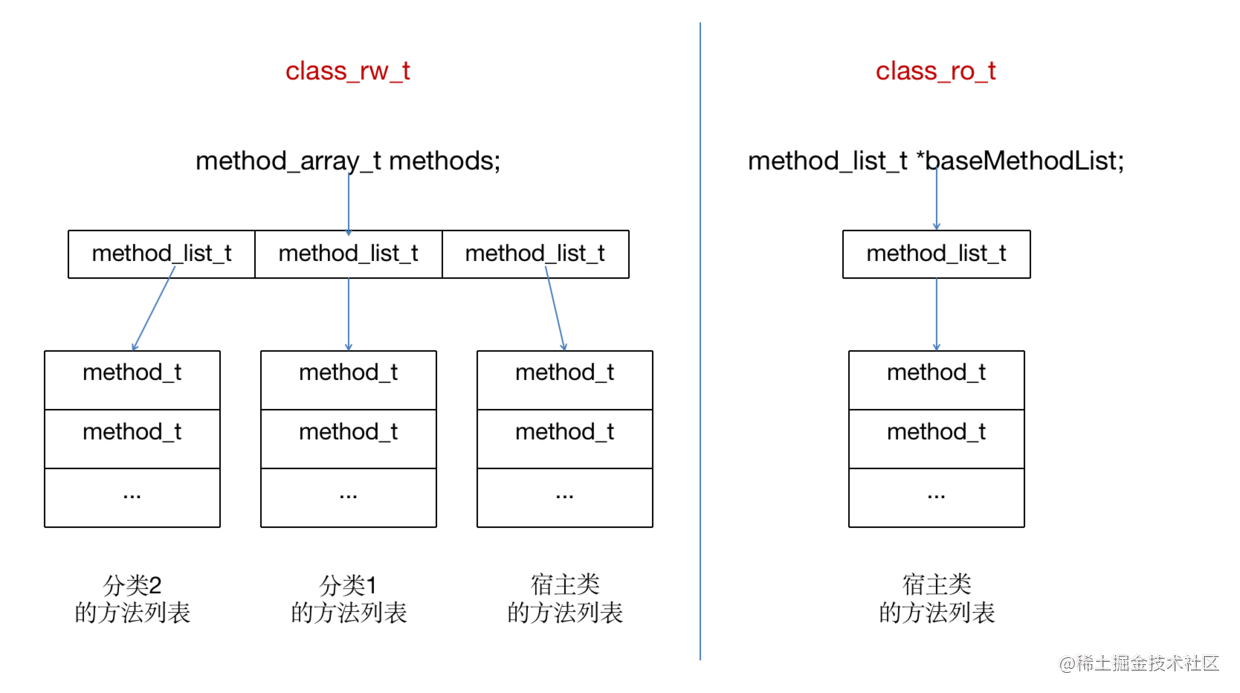 class_rw_t
class_ro_t
method_array_t methods;
method_list_t *baseMethodList;
method_list_t method_list_t method_list_t
method_list_t
method_t method_t method_t
method_t
method_t method_t method_t
method_t
... ... ...
...
分类2
的方法列表
分类1
的方法列表
宿主类
的方法列表
宿主类
的方法列表
@稀土掘金技术社区